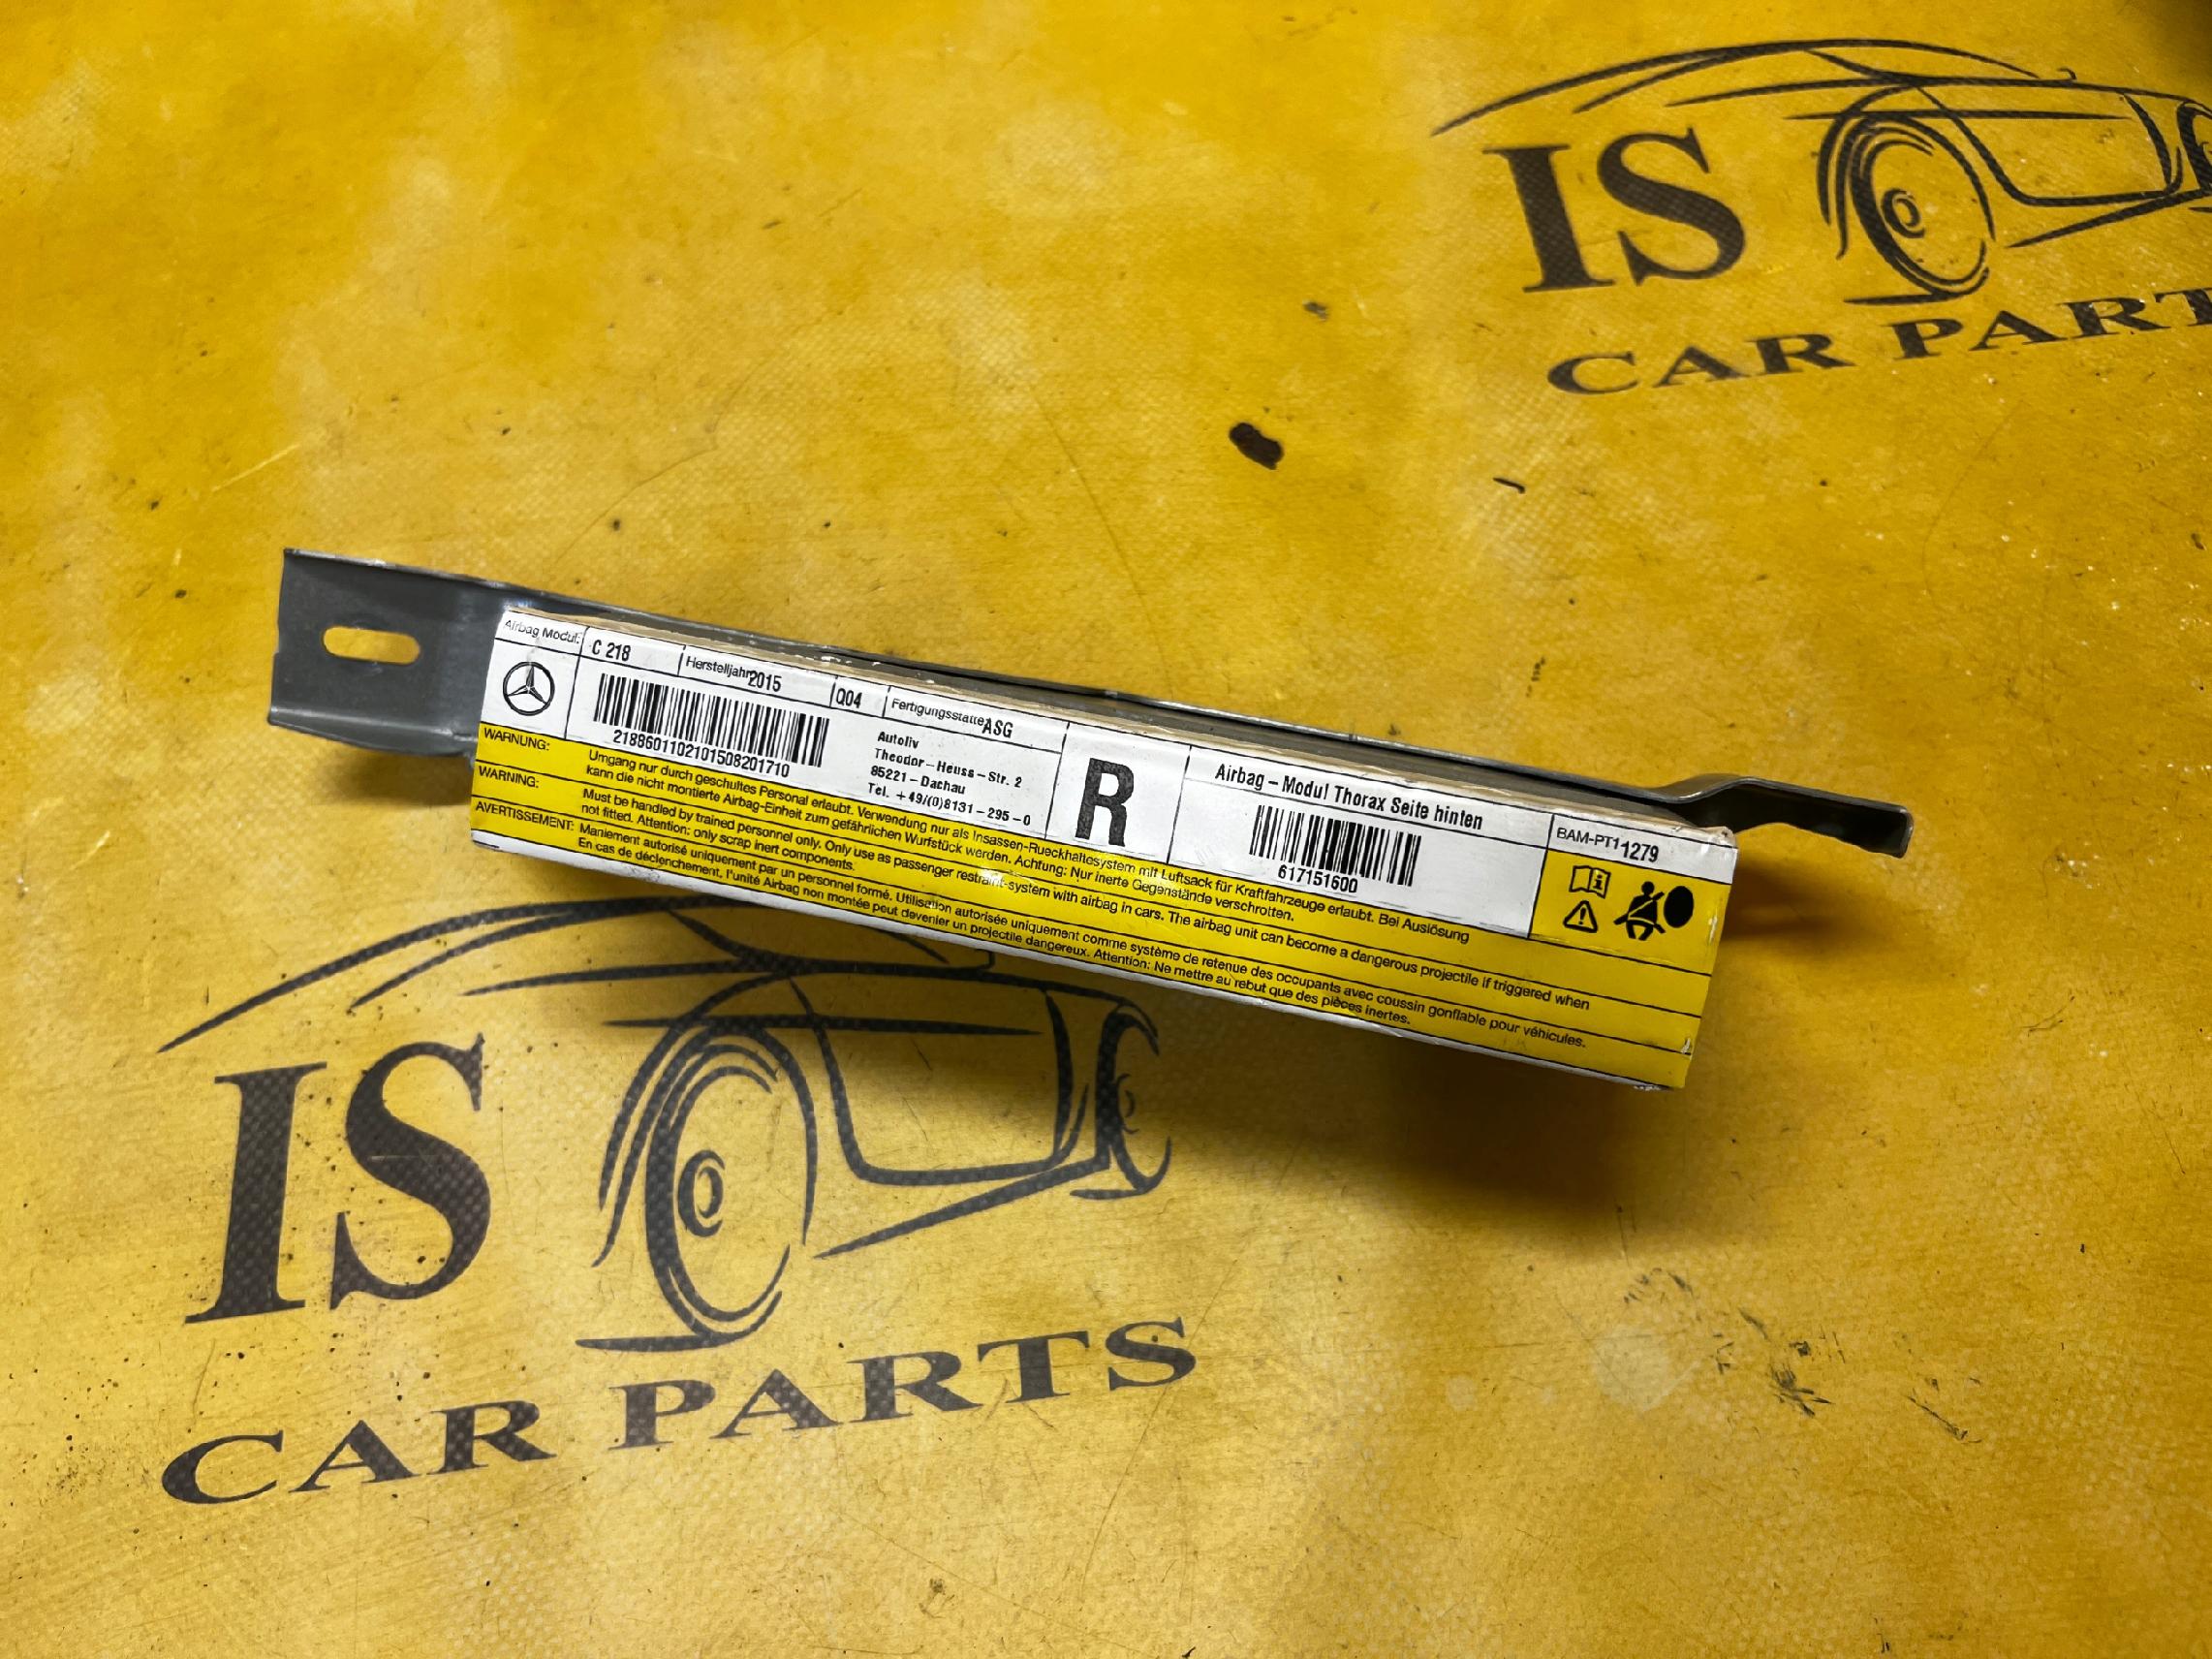 IS
CAR PART
Airbag Modul:
C 218
Herstelljahr 2015
Q04
Fertigungsstätte ASG
2188601102101508201710
Autoliv
Theodor-Heuss-Str. 2
85221-Dachau
Tel. +49/(0)8131-295-0
R
Airbag-Modul Thorax Seite hinten
617151600
BAM-PT1 1279
WARNUNG:
Umgang nur durch geschultes Personal erlaubt. Verwendung nur als Insassen-Rueckhaltesystem mit Luftsack für Kraftfahrzeuge erlaubt. Bei Auslösung
kann die nicht montierte Airbag-Einheit zum gefährlichen Wurfstück werden. Achtung: Nur inerte Gegenstände verschrotten.
WARNING:
Must be handled by trained personnel only. Only use as passenger restraint-system with airbag in cars. The airbag unit can become a dangerous projectile if triggered when
not fitted. Attention: only scrap inert components.
AVERTISSEMENT:
Maniement autorisé uniquement par un personnel formé. Utilisation autorisée uniquement comme système de retenue des occupants avec coussin gonflable pour véhicules.
En cas de déclenchement, l'unité Airbag non montée peut devenier un projectile dangereux. Attention: Ne mettre au rebut que des pièces inertes.
IS
CAR PARTS